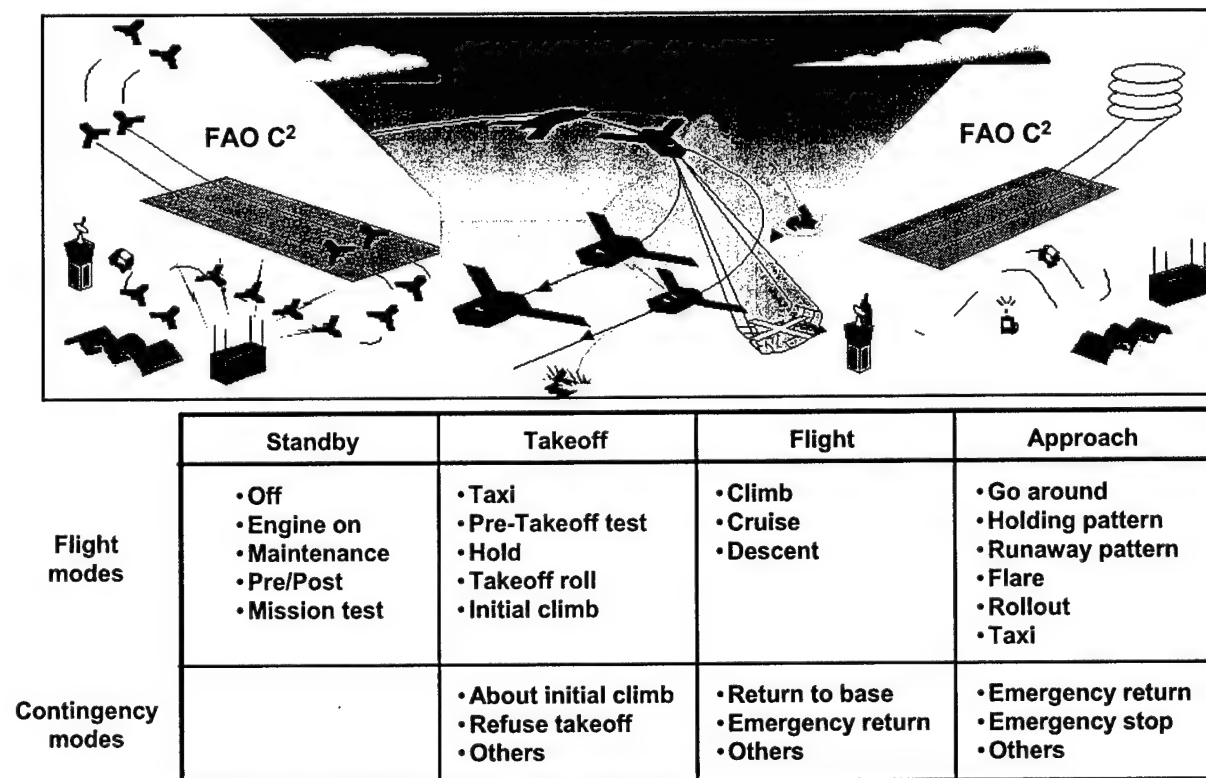 FAO C²
FAO C²
Standby
Takeoff
Flight
Approach
Flight
modes
•Off
•Engine on
•Maintenance
•Pre/Post
•Mission test
•Taxi
•Pre-Takeoff test
•Hold
•Takeoff roll
•Initial climb
•Climb
•Cruise
•Descent
•Go around
•Holding pattern
•Runaway pattern
•Flare
•Rollout
•Taxi
Contingency
modes
•About initial climb
•Refuse takeoff
•Others
•Return to base
•Emergency return
•Others
•Emergency return
•Emergency stop
•Others